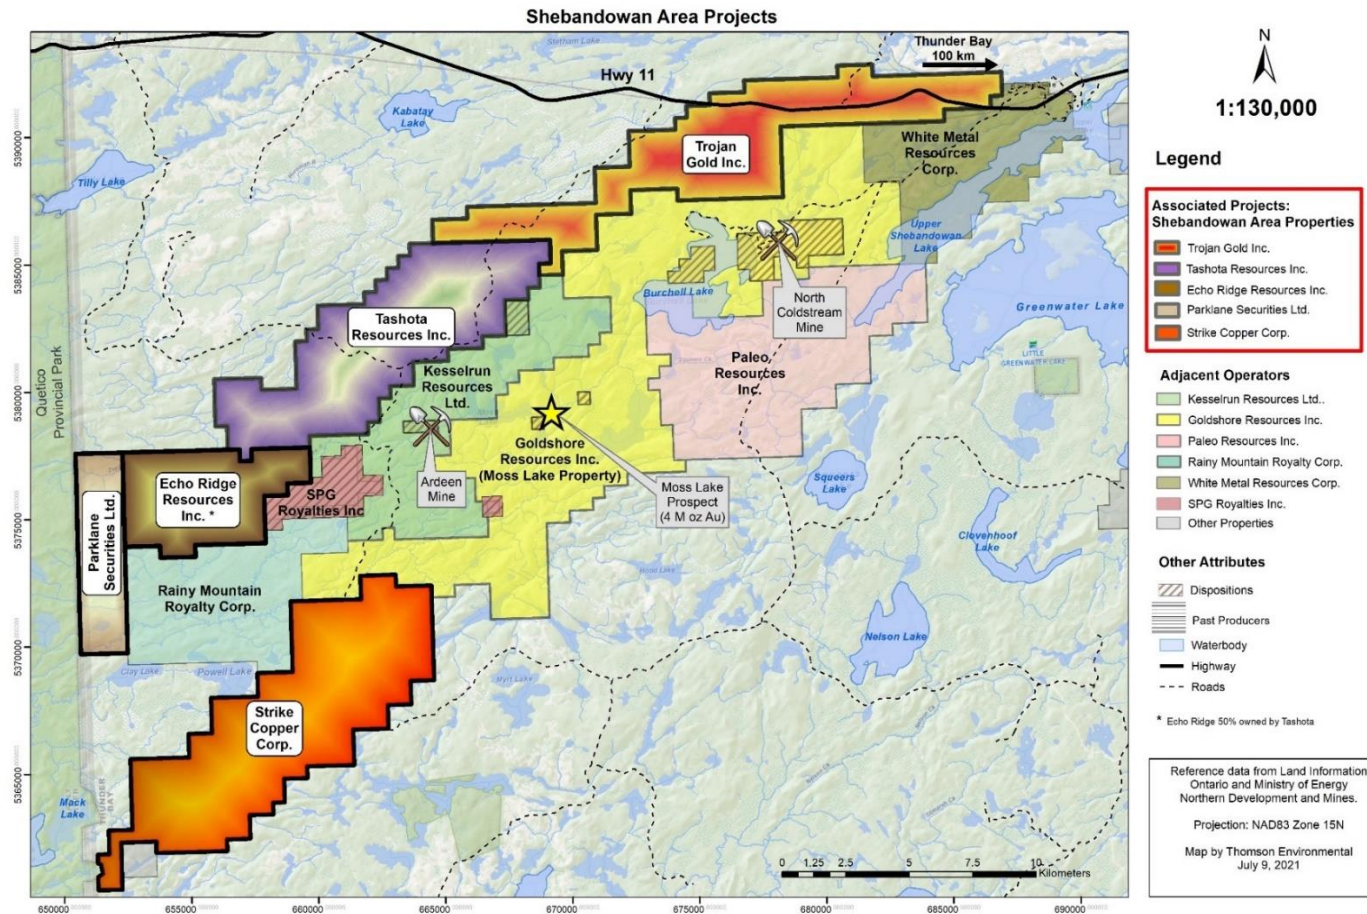 Shebandowan Area Projects
Thunder Bay
100 km
Hwy 11
N
1:130,000
Kabatay
Lake
Tilly Lake
Trojan
Gold Inc.
White Metal
Resources
Corp.
Upper
Shebandowan
Lake
Burchell Lake
North
Coldstream
Mine
Greenwater Lake
LITTLE
GREENWATER LAKE
Tashota
Resources Inc.
Kesselrun
Resources
Ltd.
Paleo
Resources
Inc.
Quetico
Provincial Park
Goldshore
Resources Inc.
(Moss Lake Property)
Ardeen
Mine
Moss Lake
Prospect
(4 M oz Au)
Squeers
Lake
Echo Ridge
Resources
Inc. *
SPG
Royalties Inc
Parklane
Securities Ltd.
Clovenhoof
Lake
Rainy Mountain
Royalty Corp.
Nelson Lake
Clay Lake
Powell Lake
Strike
Copper
Corp.
Mack
Lake
THUNDER
BAY
0 1.25 2.5 5 7.5 10
Kilometers
5390000
5385000
5380000
5375000
5370000
5365000
650000 655000 660000 665000 670000 675000 680000 685000 690000
Legend
Associated Projects:
Shebandowan Area Properties
Trojan Gold Inc.
Tashota Resources Inc.
Echo Ridge Resources Inc.
Parklane Securities Ltd.
Strike Copper Corp.
Adjacent Operators
Kesselrun Resources Ltd..
Goldshore Resources Inc.
Paleo Resources Inc.
Rainy Mountain Royalty Corp.
White Metal Resources Corp.
SPG Royalties Inc.
Other Properties
Other Attributes
Dispositions
Past Producers
Waterbody
Highway
Roads
* Echo Ridge 50% owned by Tashota
Reference data from Land Information
Ontario and Ministry of Energy
Northern Development and Mines.
Projection: NAD83 Zone 15N
Map by Thomson Environmental
July 9, 2021